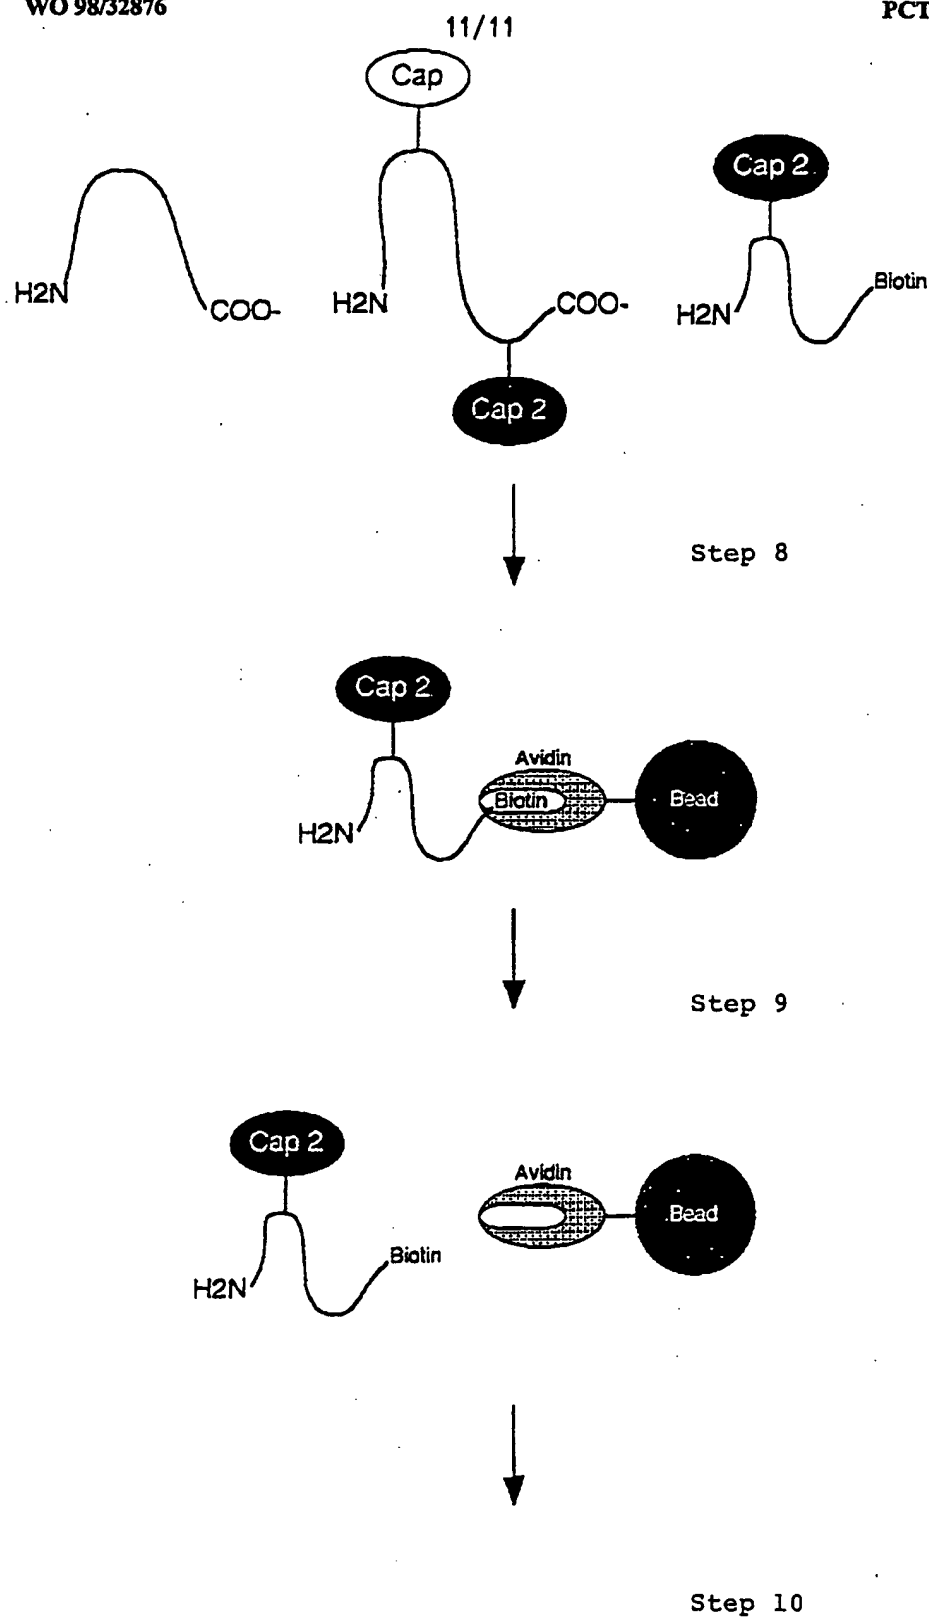 WO 98/32876
PCT
11/11
Cap
Cap 2
H2N
COO-
H2N
COO-
H2N
Biotin
Cap 2
Step 8
Cap 2
Avidin
Biotin
Bead
H2N
Step 9
Cap 2
Avidin
Bead
Biotin
H2N
Step 10